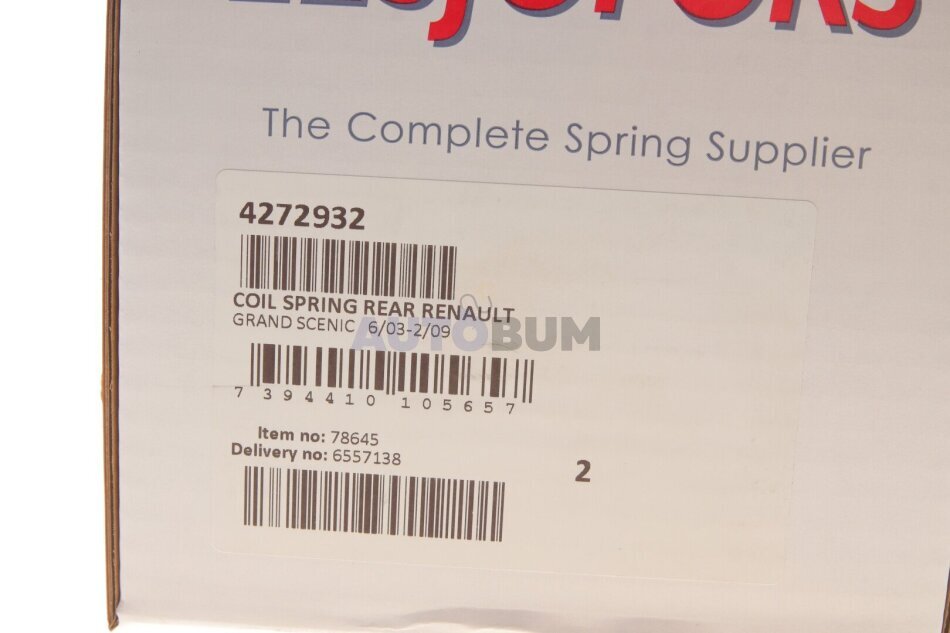 LESJÖFORS
The Complete Spring Supplier
4272932
COIL SPRING REAR RENAULT
GRAND SCENIC 6/03-2/09
AUTOBUM
7 394410 105657
Item no: 78645
Delivery no: 6557138
2